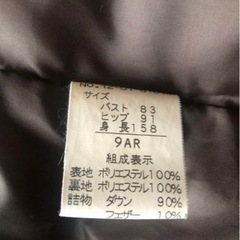 サイズ
バスト 83
ヒップ 91
身長 158
9AR
組成表示
表地 ポリエステル100%
裏地 ポリエステル100%
詰物 ダウン 90%
フェザー 10%